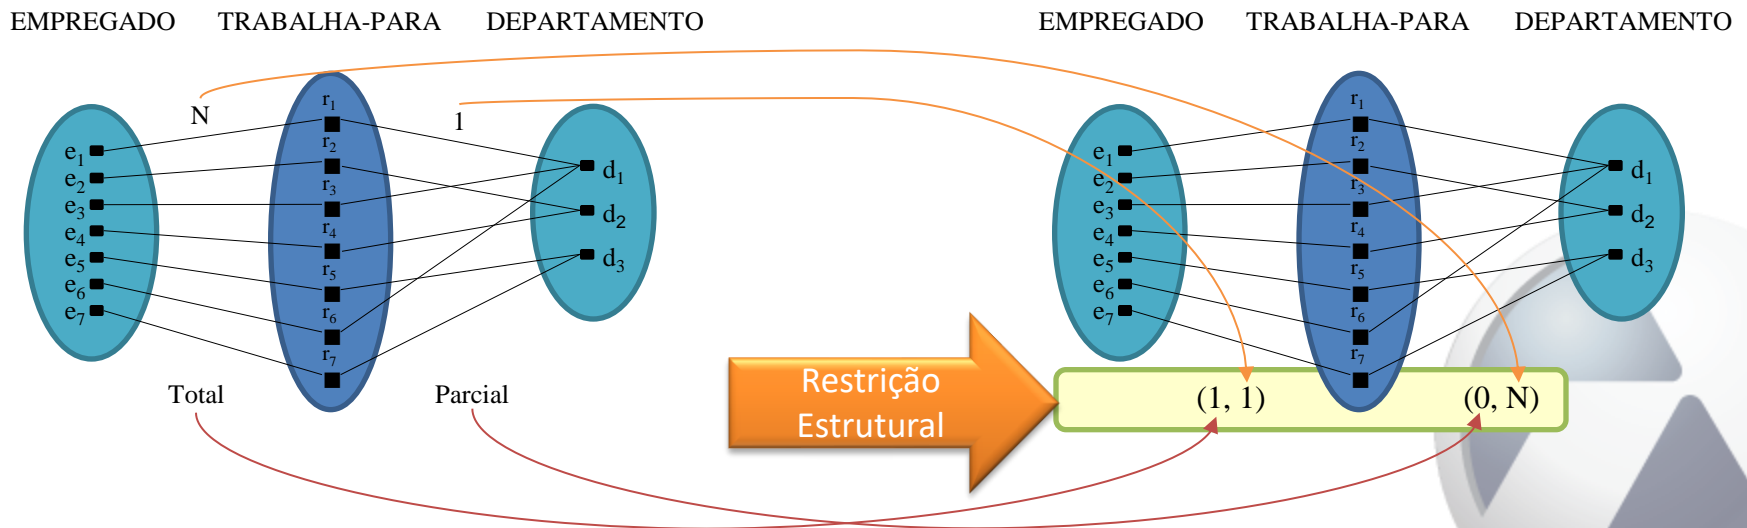 EMPREGADO TRABALHA-PARA DEPARTAMENTO EMPREGADO TRABALHA-PARA DEPARTAMENTO
N
1
r1
r2
r3
r4
r5
r6
r7
e1
e2
e3
e4
e5
e6
e7
d1
d2
d3
Total
Parcial
Restrição
Estrutural
r1
r2
r3
r4
r5
r6
r7
e1
e2
e3
e4
e5
e6
e7
d1
d2
d3
(1, 1)
(0, N)